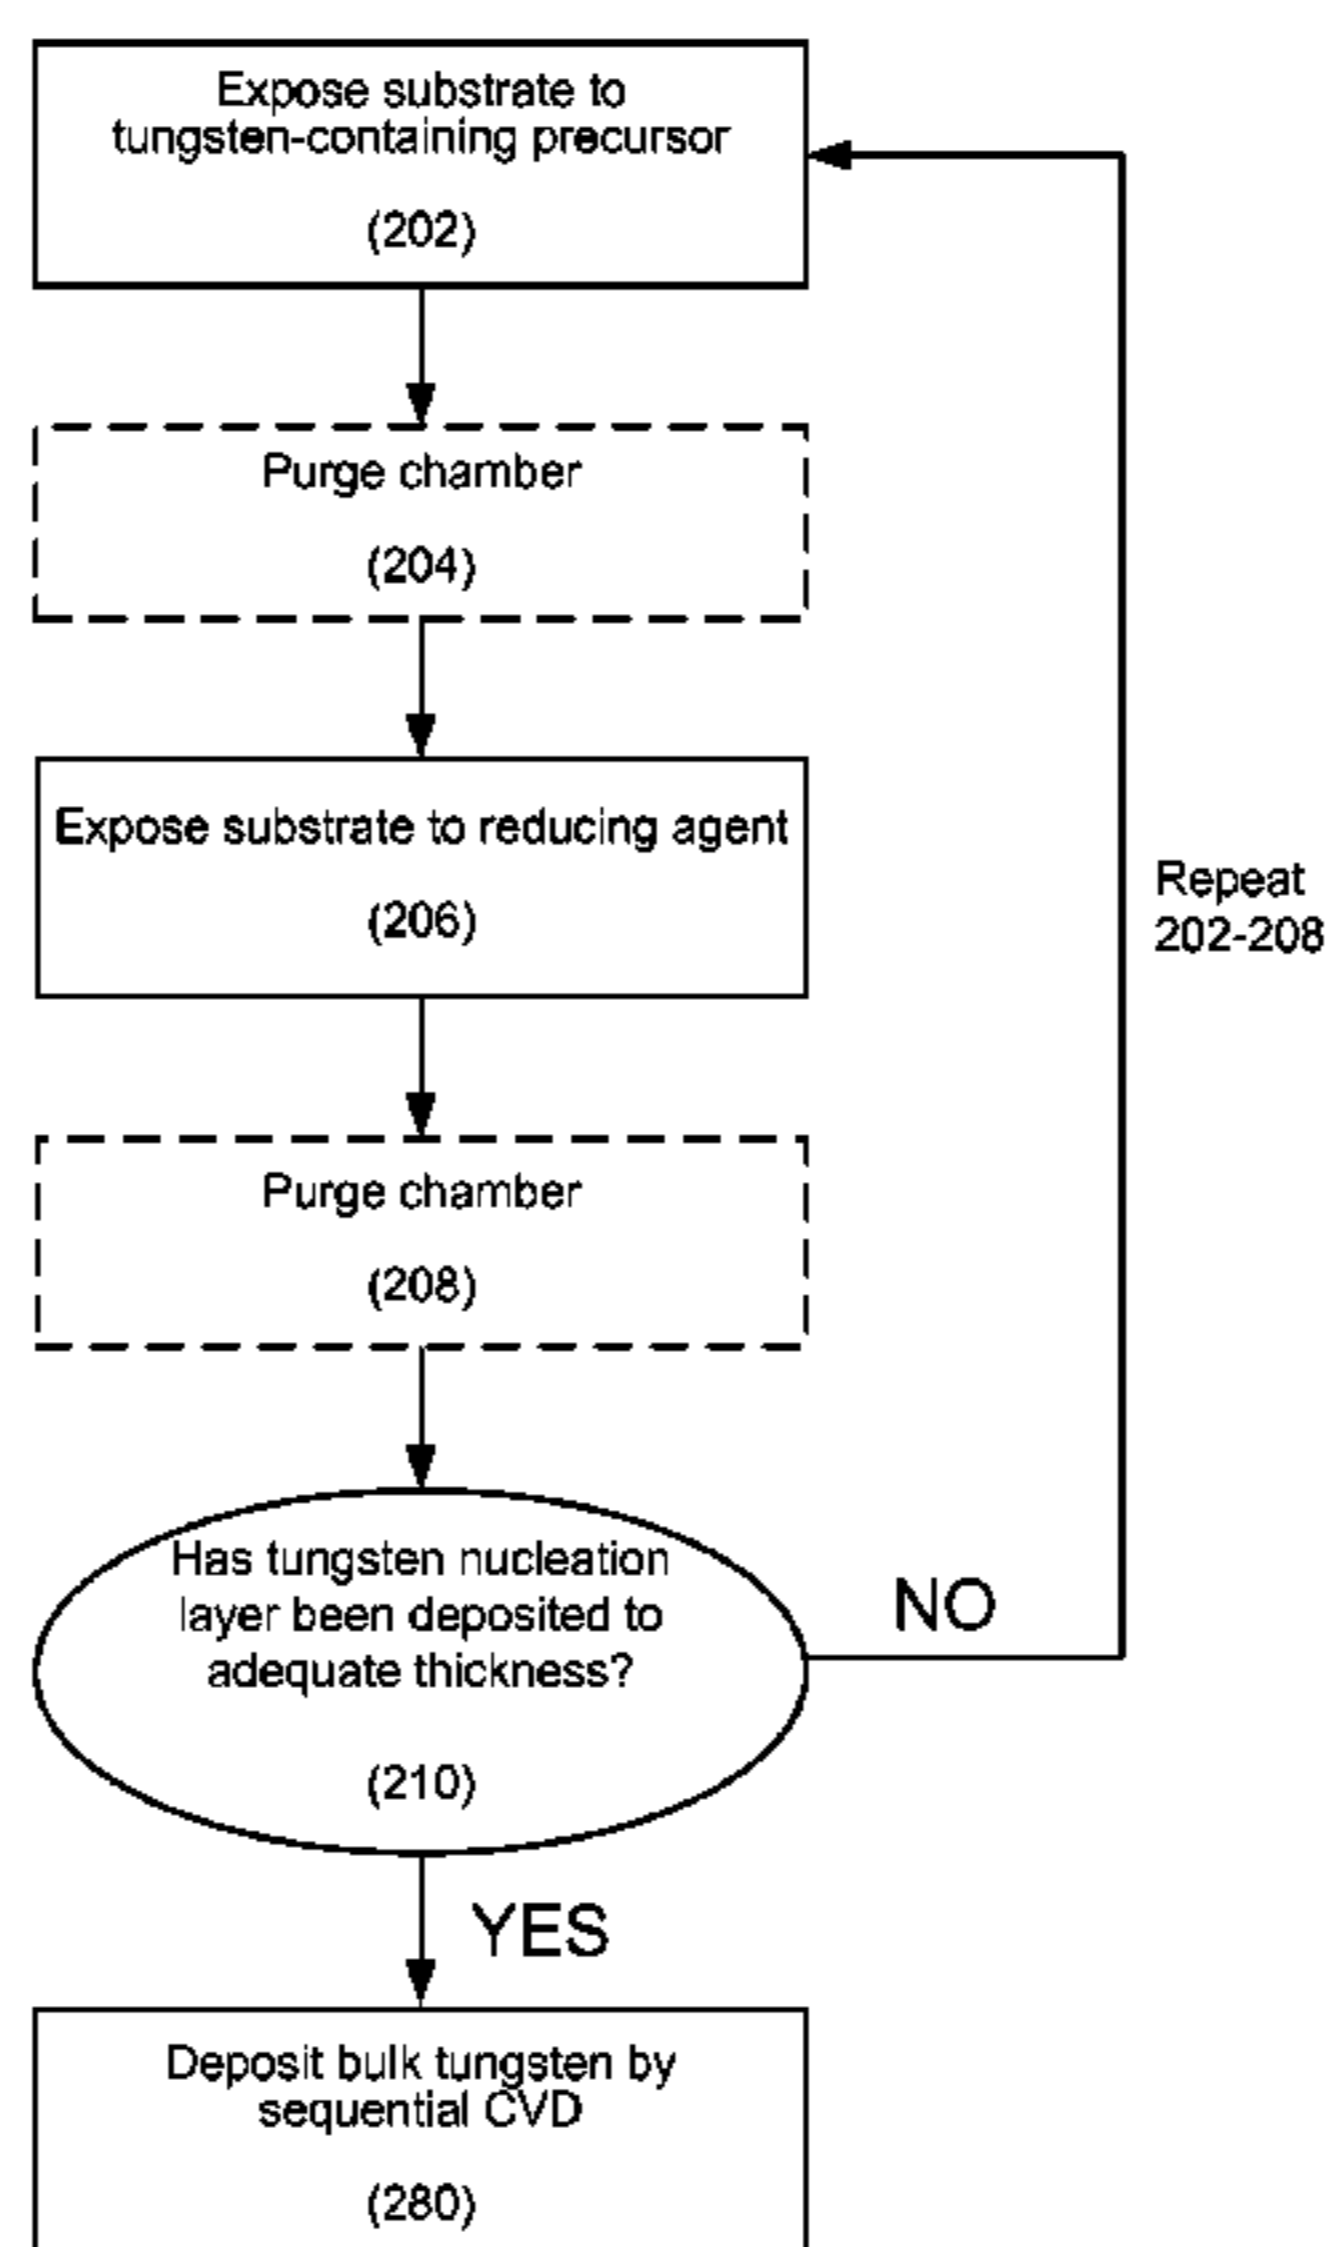 Expose substrate to
tungsten-containing precursor
(202)
Purge chamber
(204)
Expose substrate to reducing agent
(206)
Repeat
202-208
Purge chamber
(208)
Has tungsten nucleation
layer been deposited to
adequate thickness?
(210)
NO
YES
Deposit bulk tungsten by
sequential CVD
(280)